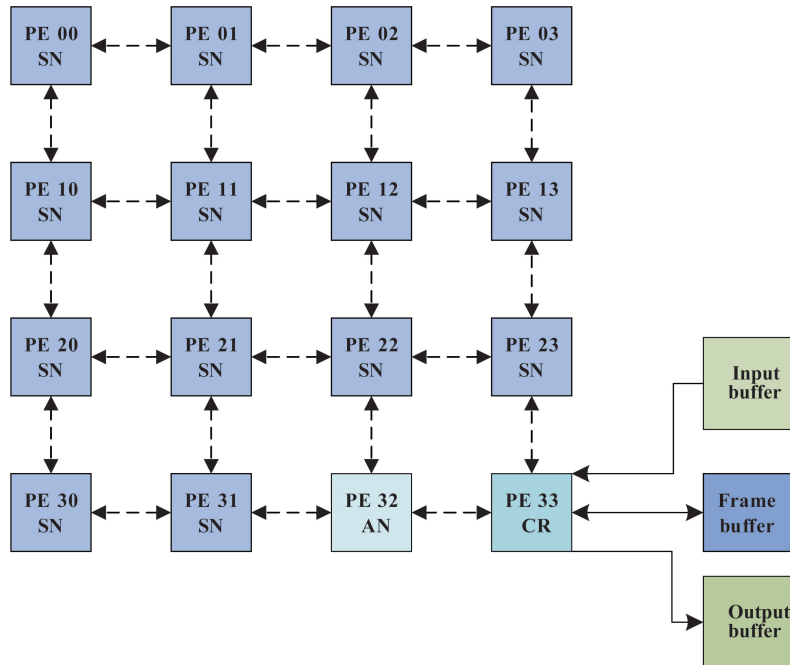 PE 00
SN
PE 01
SN
PE 02
SN
PE 03
SN
PE 10
SN
PE 11
SN
PE 12
SN
PE 13
SN
PE 20
SN
PE 21
SN
PE 22
SN
PE 23
SN
Input
buffer
PE 30
SN
PE 31
SN
PE 32
AN
PE 33
CR
Frame
buffer
Output
buffer